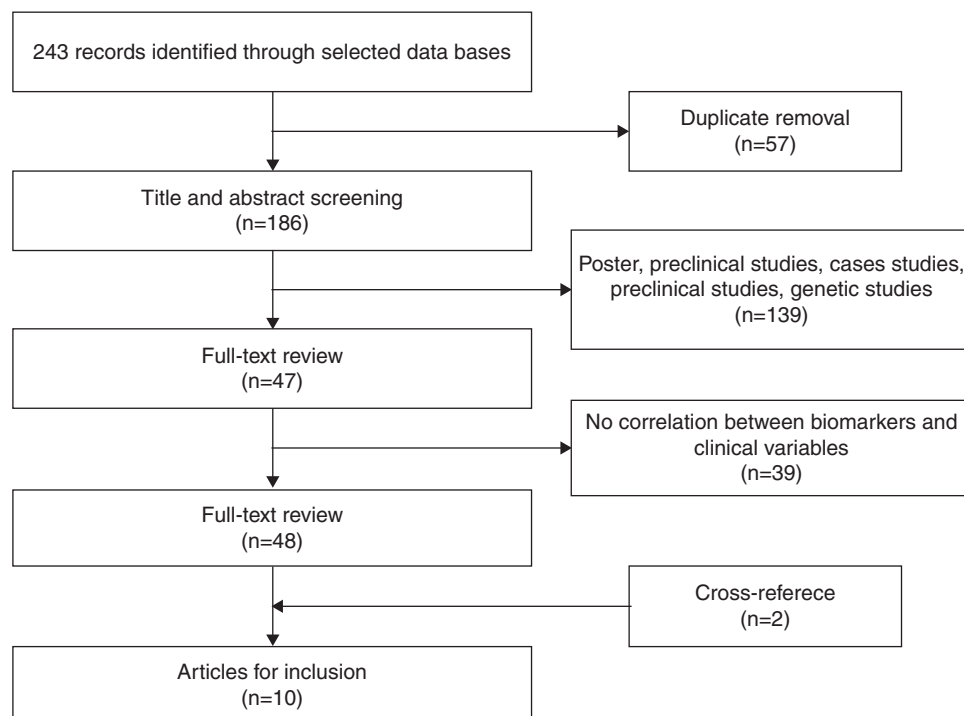 243 records identified through selected data bases
Duplicate removal
(n=57)
Title and abstract screening
(n=186)
Poster, preclinical studies, cases studies,
preclinical studies, genetic studies
(n=139)
Full-text review
(n=47)
No correlation between biomarkers and
clinical variables
(n=39)
Full-text review
(n=48)
Cross-referece
(n=2)
Articles for inclusion
(n=10)